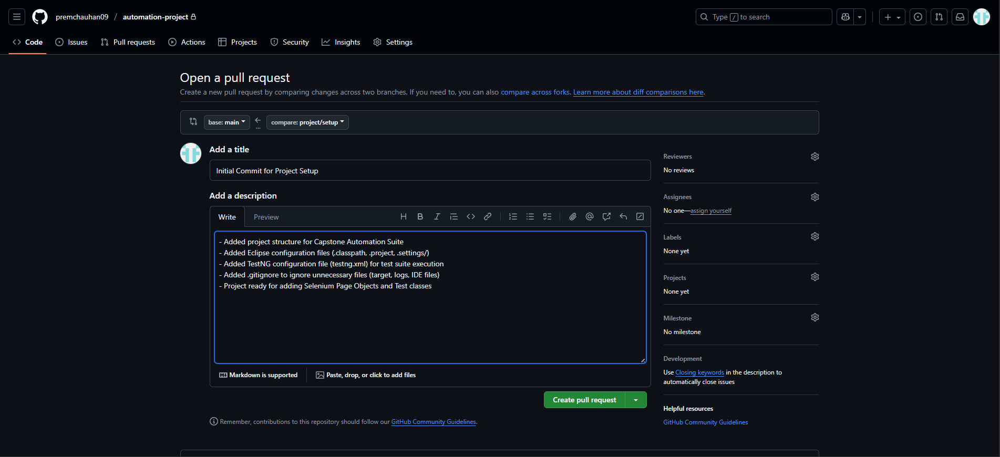 premchauhan09 / automation-project
Type / to search
Code Issues Pull requests Actions Projects Security Insights Settings
Open a pull request
Create a new pull request by comparing changes across two branches. If you need to, you can also compare across forks. Learn more about diff comparisons here.
base: main ← ... compare: project/setup
Add a title
Initial Commit for Project Setup
Add a description
Write Preview
- Added project structure for Capstone Automation Suite
- Added Eclipse configuration files (.classpath, .project, .settings/)
- Added TestNG configuration file (testng.xml) for test suite execution
- Added .gitignore to ignore unnecessary files (target, logs, IDE files)
- Project ready for adding Selenium Page Objects and Test classes
Markdown is supported
Paste, drop, or click to add files
Create pull request
Remember, contributions to this repository should follow our GitHub Community Guidelines.
Reviewers
No reviews
Assignees
No one—assign yourself
Labels
None yet
Projects
None yet
Milestone
No milestone
Development
Use Closing keywords in the description to
automatically close issues
Helpful resources
GitHub Community Guidelines